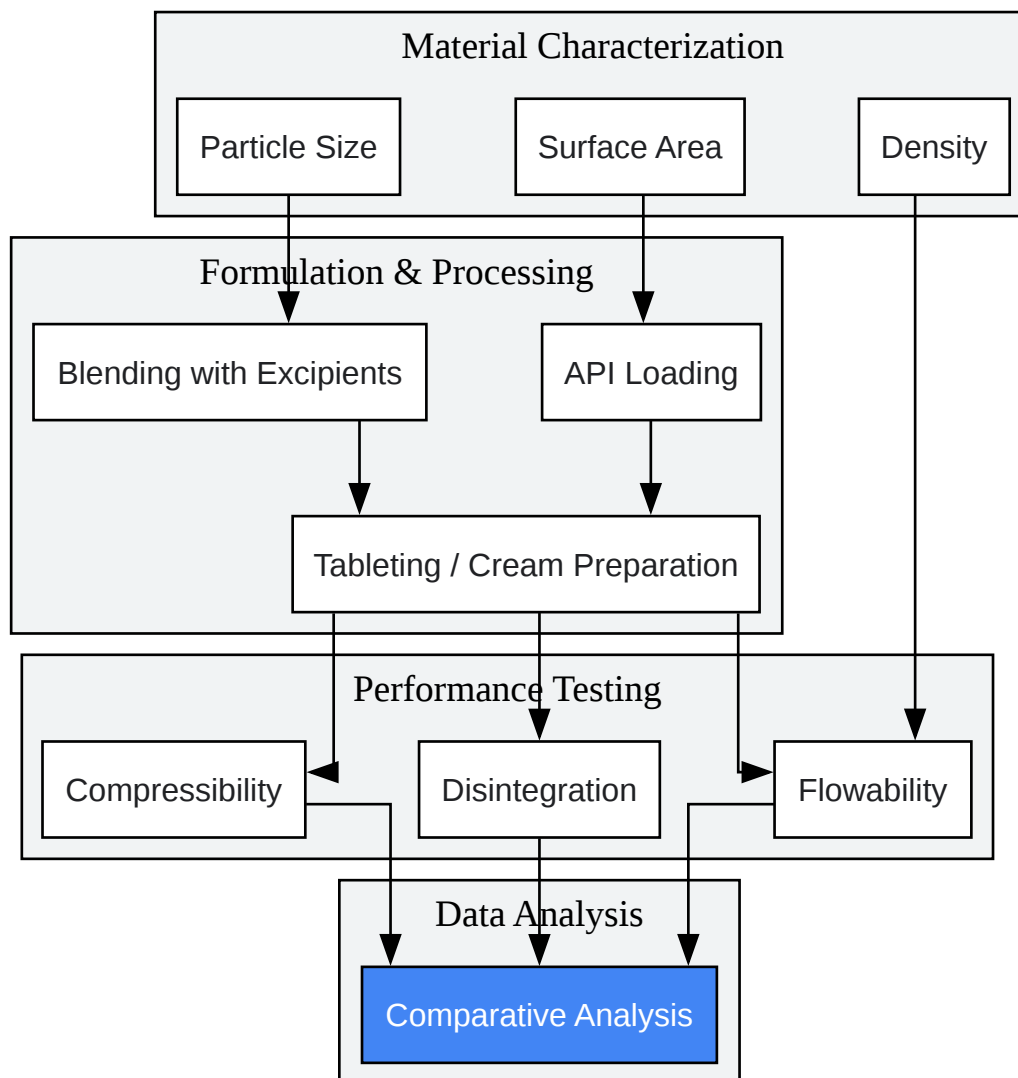 Material Characterization
Particle Size
Surface Area
Density
Formulation & Processing
Blending with Excipients
API Loading
Tableting / Cream Preparation
Performance Testing
Compressibility
Disintegration
Flowability
Data Analysis
Comparative Analysis